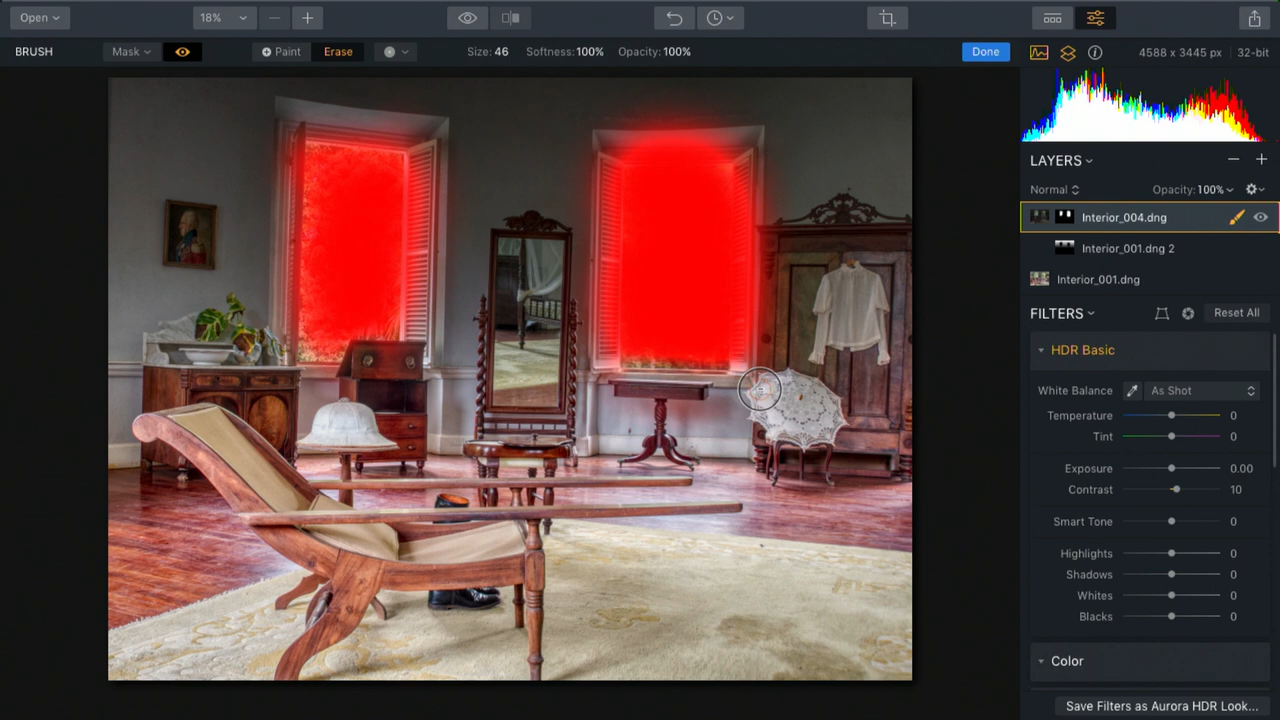 Open
18%
BRUSH
Mask
Paint
Erase
Size: 46
Softness: 100%
Opacity: 100%
Done
4588 x 3445 px
32-bit
LAYERS
Normal
Opacity: 100%
Interior_004.dng
Interior_001.dng 2
Interior_001.dng
FILTERS
Reset All
HDR Basic
White Balance As Shot
Temperature 0
Tint 0
Exposure 0.00
Contrast 10
Smart Tone 0
Highlights 0
Shadows 0
Whites 0
Blacks 0
Color
Save Filters as Aurora HDR Look...